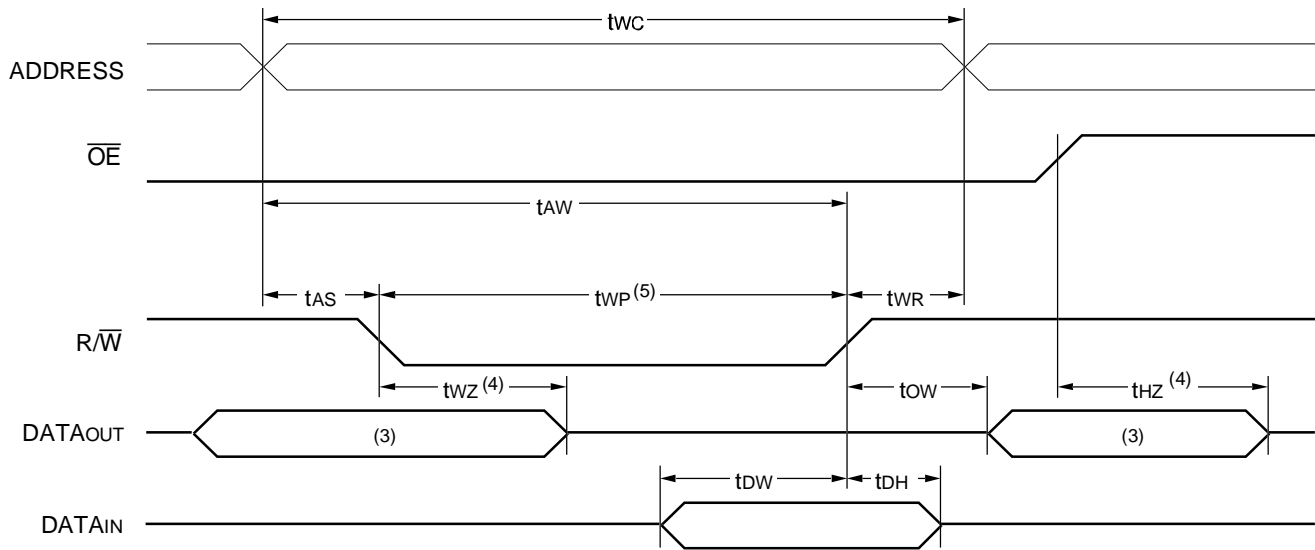 tWC
ADDRESS
OE
tAW
tAS
tWP (5)
tWR
R/W
tWZ (4)
tOW
tHZ (4)
DATAOUT
(3)
(3)
tDW
tDH
DATAIN